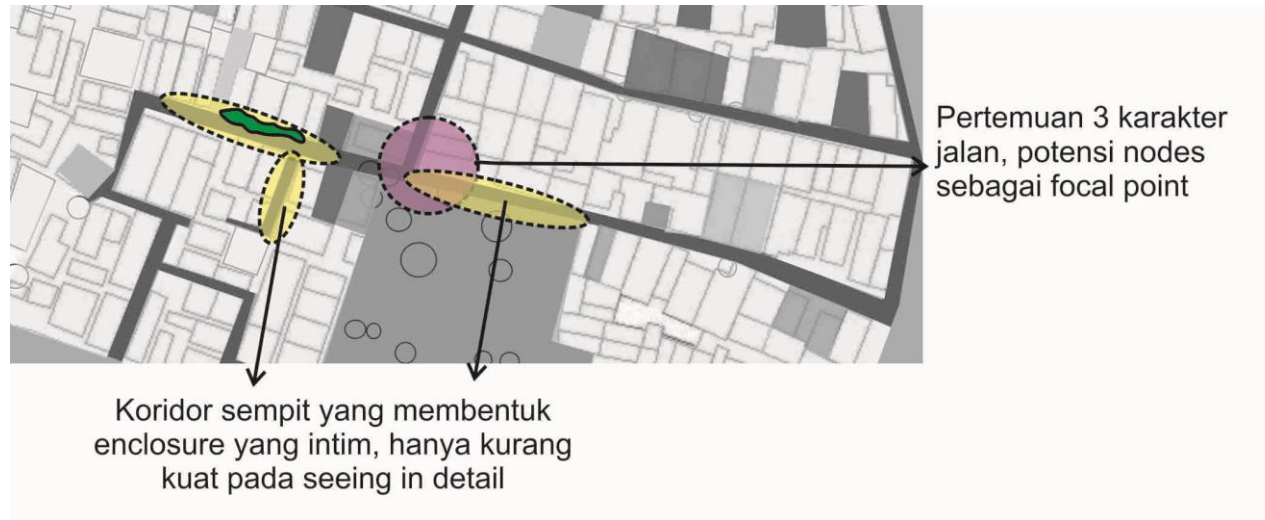 Pertemuan 3 karakter
jalan, potensi nodes
sebagai focal point
Koridor sempit yang membentuk
enclosure yang intim, hanya kurang
kuat pada seeing in detail